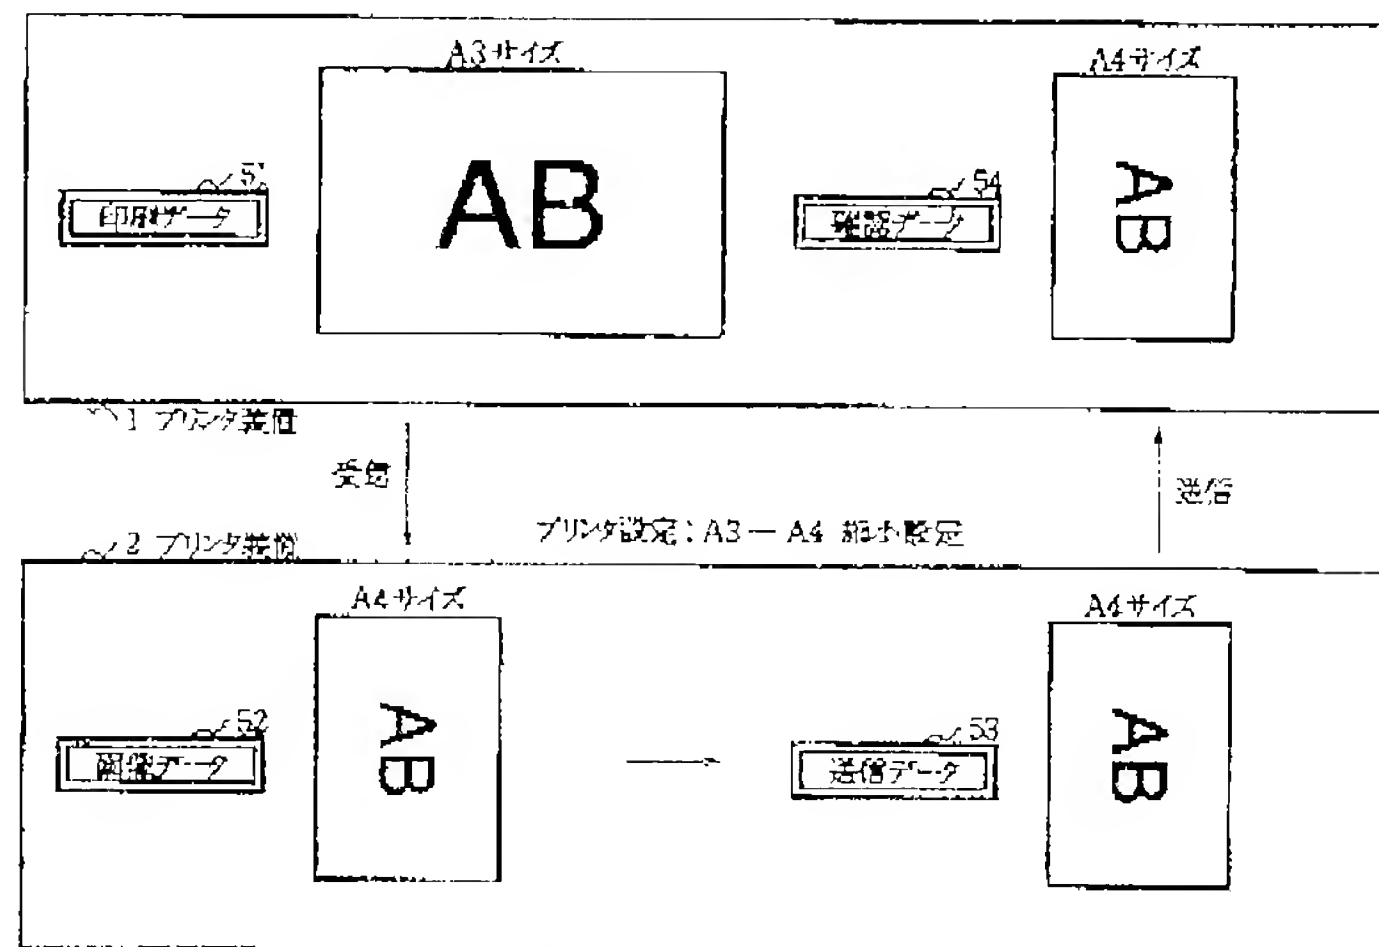 A3サイズ
A4サイズ
AB
AB
51
54
印刷データ
確認データ
1 プリンタ装置
受信
送信
プリンタ設定：A3 — A4 縮小設定
2 プリンタ装置
A4サイズ
A4サイズ
AB
AB
52
53
画像データ
送信データ